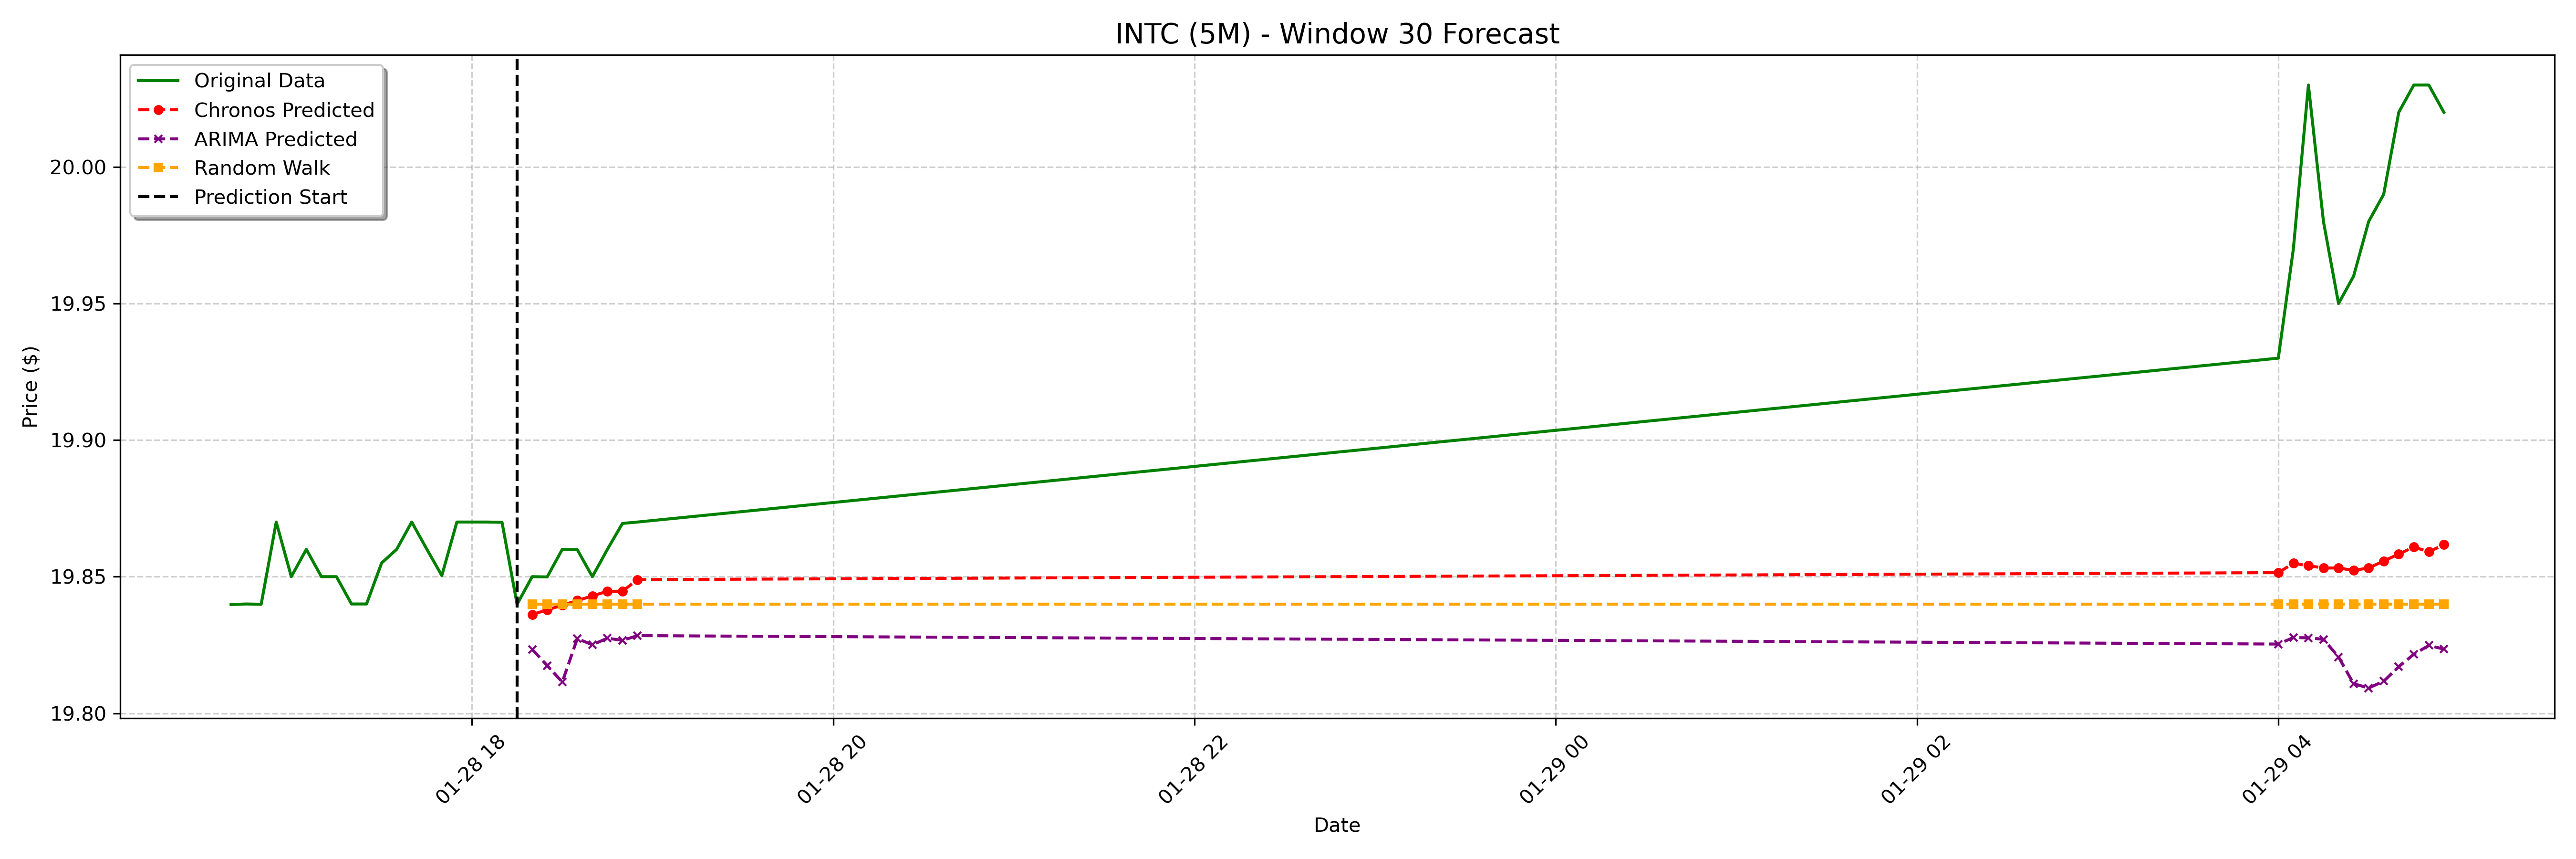 INTC (5M) - Window 30 Forecast
Original Data
Chronos Predicted
ARIMA Predicted
Random Walk
Prediction Start
Price ($)
20.00
19.95
19.90
19.85
19.80
01-28 18
01-28 20
01-28 22
01-29 00
01-29 02
01-29 04
Date